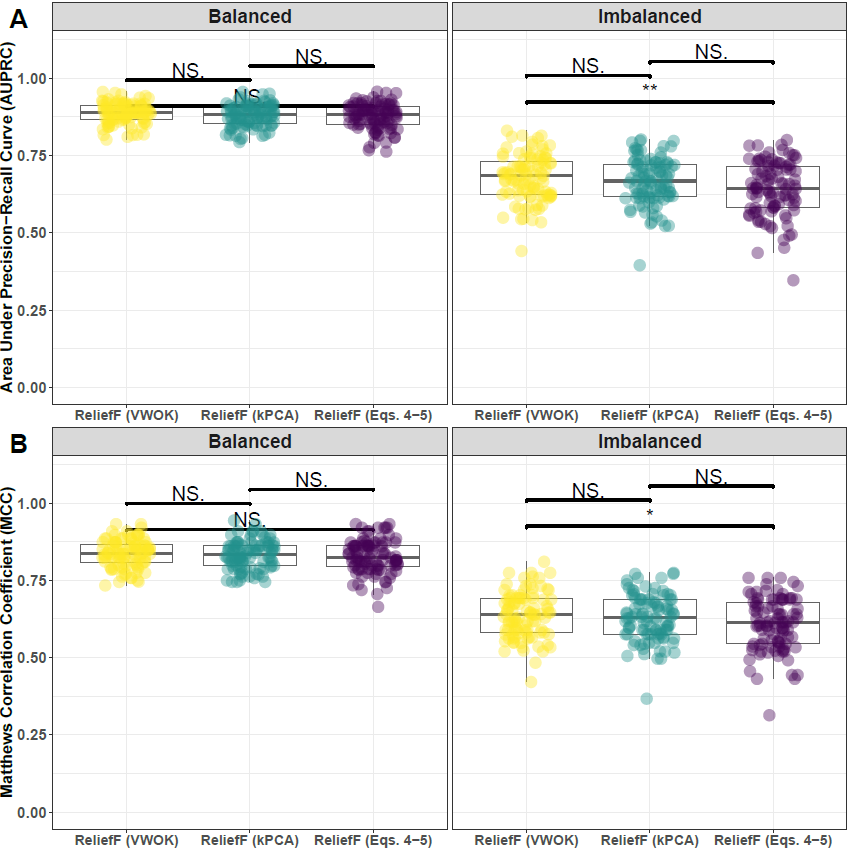 A
Area Under Precision−Recall Curve (AUPRC)
Balanced
Imbalanced
1.00
0.75
0.50
0.25
0.00
NS.
NS.
NS.
NS.
NS.
**
ReliefF (VWOK)
ReliefF (kPCA)
ReliefF (Eqs. 4−5)
ReliefF (VWOK)
ReliefF (kPCA)
ReliefF (Eqs. 4−5)
B
Matthews Correlation Coefficient (MCC)
Balanced
Imbalanced
1.00
0.75
0.50
0.25
0.00
NS.
NS.
NS.
NS.
NS.
*
ReliefF (VWOK)
ReliefF (kPCA)
ReliefF (Eqs. 4−5)
ReliefF (VWOK)
ReliefF (kPCA)
ReliefF (Eqs. 4−5)